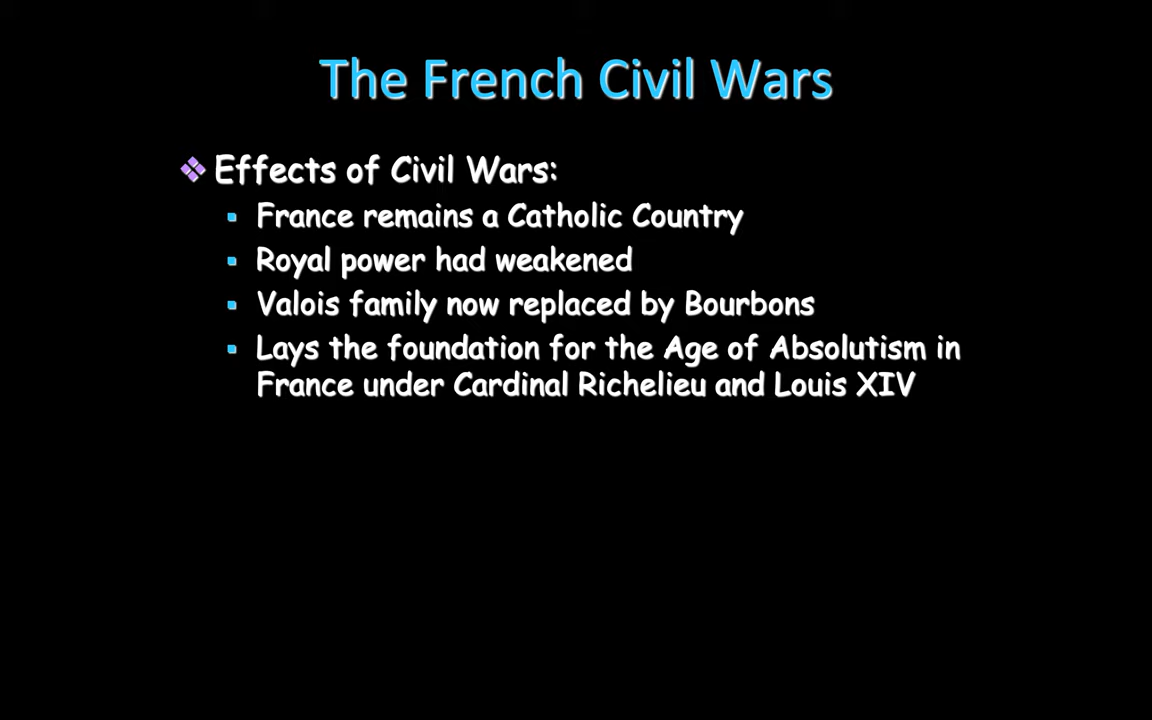 The French Civil Wars
❖ Effects of Civil Wars:
▪ France remains a Catholic Country
▪ Royal power had weakened
▪ Valois family now replaced by Bourbons
▪ Lays the foundation for the Age of Absolutism in
France under Cardinal Richelieu and Louis XIV